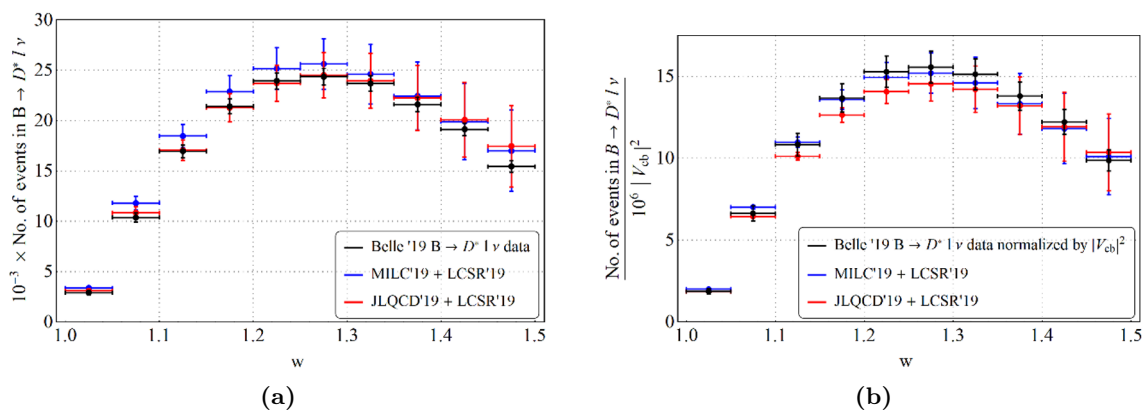 10⁻³ × No. of events in B → D* l ν
30
25
20
15
10
5
0
Belle '19 B → D* l ν data
MILC'19 + LCSR'19
JLQCD'19 + LCSR'19
1.0 1.1 1.2 1.3 1.4 1.5
w
(a)
No. of events in B → D* l ν
10⁶ |V_cb|²
15
10
5
0
Belle '19 B → D* l ν data normalized by |V_cb|²
MILC'19 + LCSR'19
JLQCD'19 + LCSR'19
1.0 1.1 1.2 1.3 1.4 1.5
w
(b)